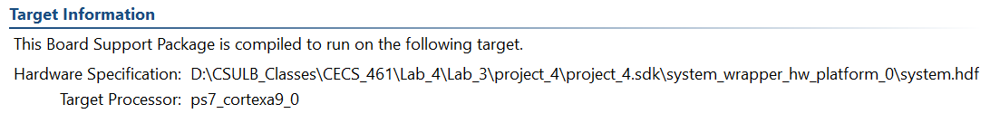 Target Information
This Board Support Package is compiled to run on the following target.
Hardware Specification: D:\CSULB_Classes\CECS_461\Lab_4\Lab_3\project_4\project_4.sdk\system_wrapper_hw_platform_0\system.hdf
Target Processor: ps7_cortexa9_0